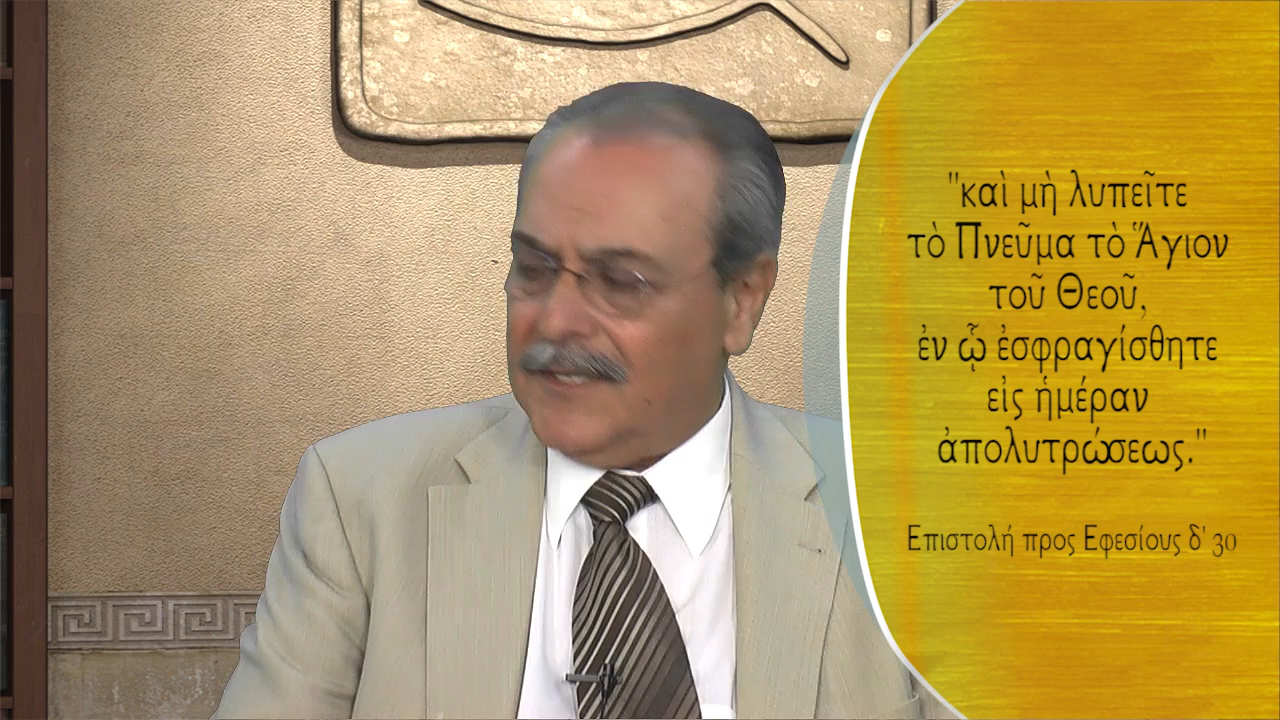 "καὶ μὴ λυπεῖτε
τὸ Πνεῦμα τὸ Ἅγιον
τοῦ Θεοῦ,
ἐν ᾧ ἐσφραγίσθητε
εἰς ἡμέραν
ἀπολυτρώσεως."
Επιστολή προς Εφεσίους δ' 30